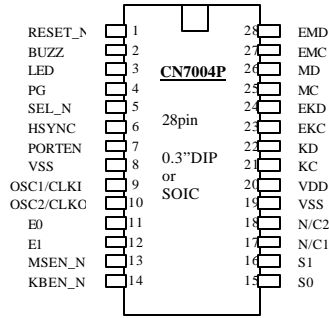 RESET_N 1 28 EMD
BUZZ 2 27 EMC
LED 3 CN7004P 26 MD
PG 4 25 MC
SEL_N 5 28pin 24 EKD
HSYNC 6 23 EKC
PORTEN 7 0.3”DIP 22 KD
VSS 8 or 21 KC
OSC1/CLKI 9 SOIC 20 VDD
OSC2/CLKO 10 19 VSS
E0 11 18 N/C2
E1 12 17 N/C1
MSEN_N 13 16 S1
KBEN_N 14 15 S0